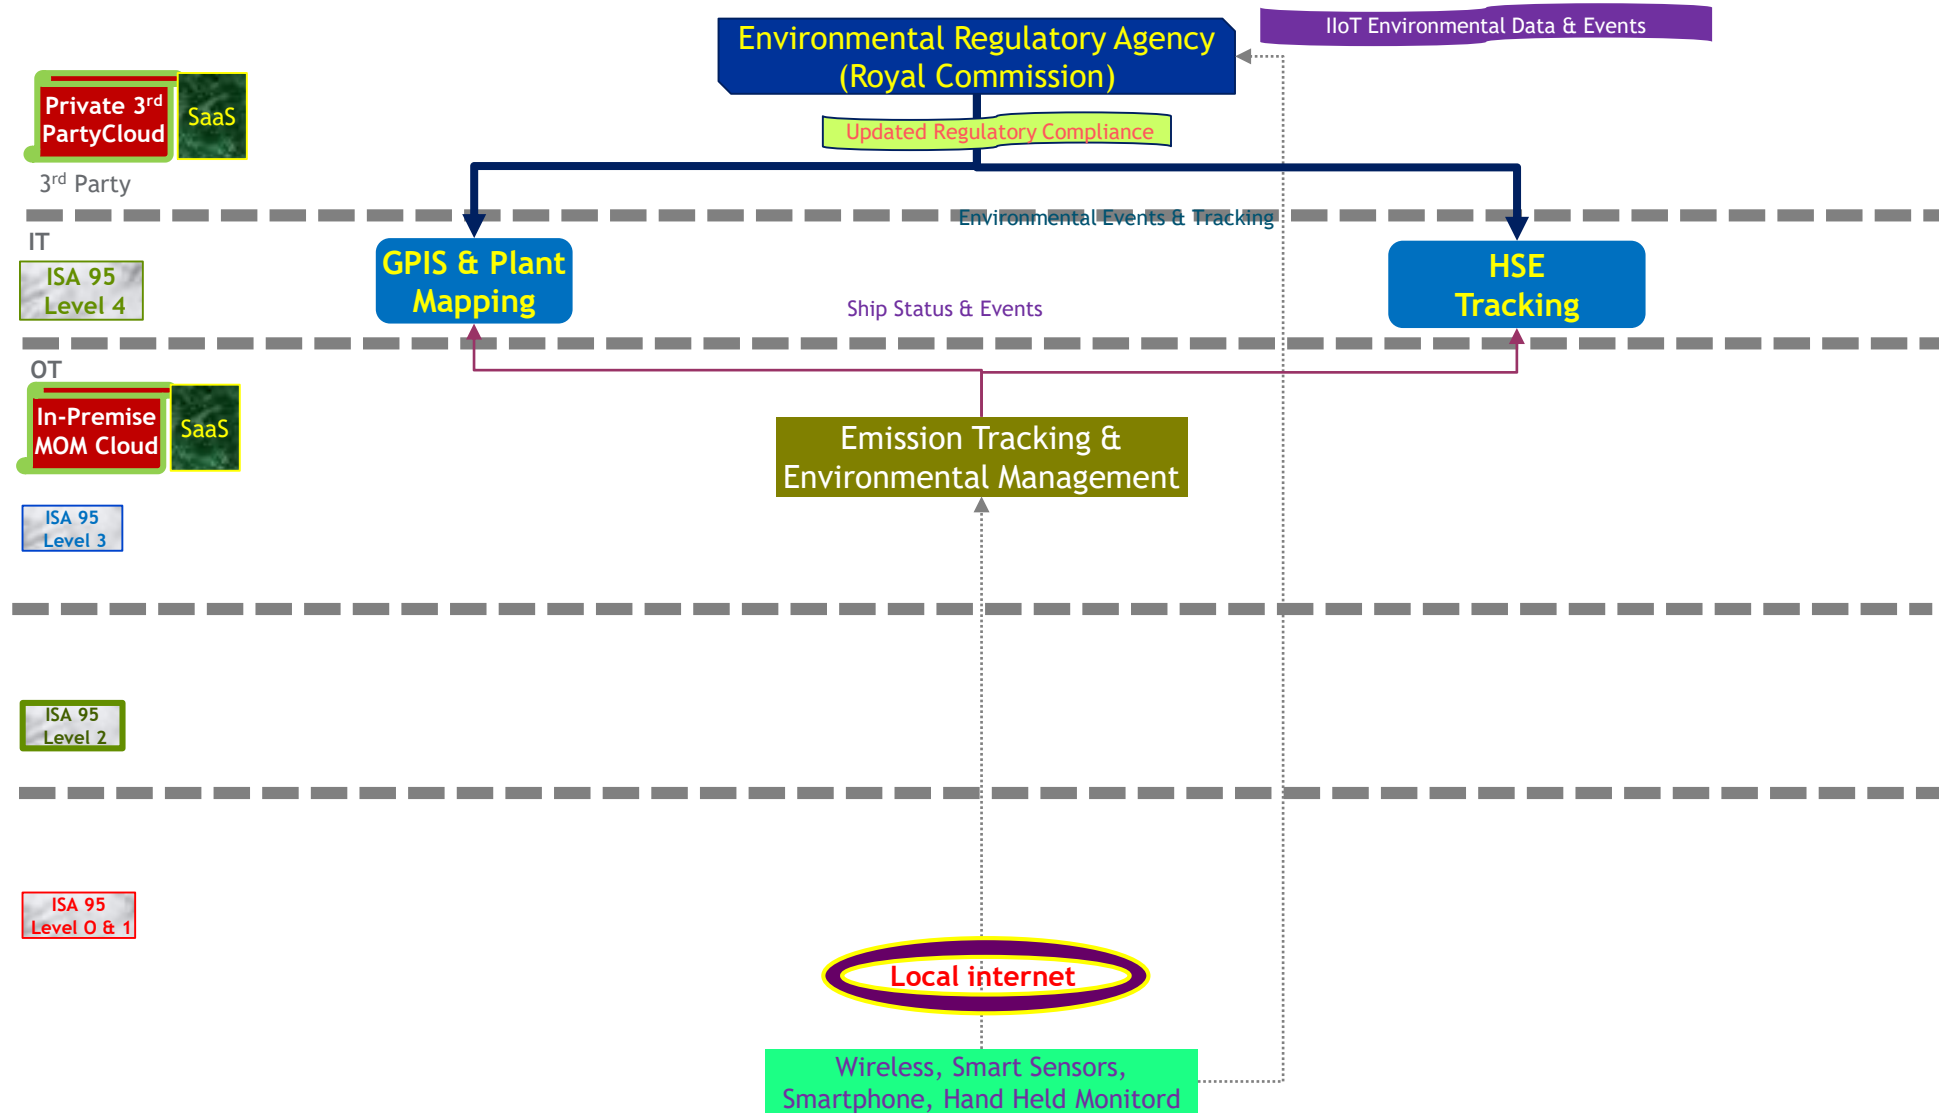 IIoT Environmental Data & Events
Environmental Regulatory Agency
(Royal Commission)
Private 3rd
PartyCloud
SaaS
Updated Regulatory Compliance
3rd Party
Environmental Events & Tracking
IT
ISA 95
Level 4
GPIS & Plant
Mapping
HSE
Tracking
Ship Status & Events
OT
In-Premise
MOM Cloud
SaaS
Emission Tracking &
Environmental Management
ISA 95
Level 3
ISA 95
Level 2
ISA 95
Level O & 1
Local internet
Wireless, Smart Sensors,
Smartphone, Hand Held Monitord